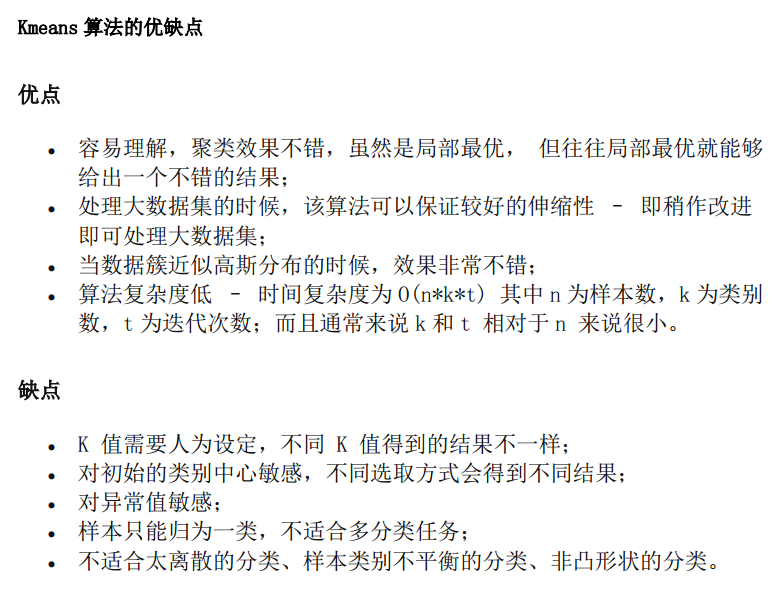 Kmeans 算法的优缺点
优点
• 容易理解，聚类效果不错，虽然是局部最优， 但往往局部最优就能够
给出一个不错的结果；
• 处理大数据集的时候，该算法可以保证较好的伸缩性 – 即稍作改进
即可处理大数据集；
• 当数据簇近似高斯分布的时候，效果非常不错；
• 算法复杂度低 – 时间复杂度为 O(n*k*t) 其中 n 为样本数，k 为类别
数，t 为迭代次数；而且通常来说 k 和 t 相对于 n 来说很小。
缺点
• K 值需要人为设定，不同 K 值得到的结果不一样；
• 对初始的类别中心敏感，不同选取方式会得到不同结果；
• 对异常值敏感；
• 样本只能归为一类，不适合多分类任务；
• 不适合太离散的分类、样本类别不平衡的分类、非凸形状的分类。